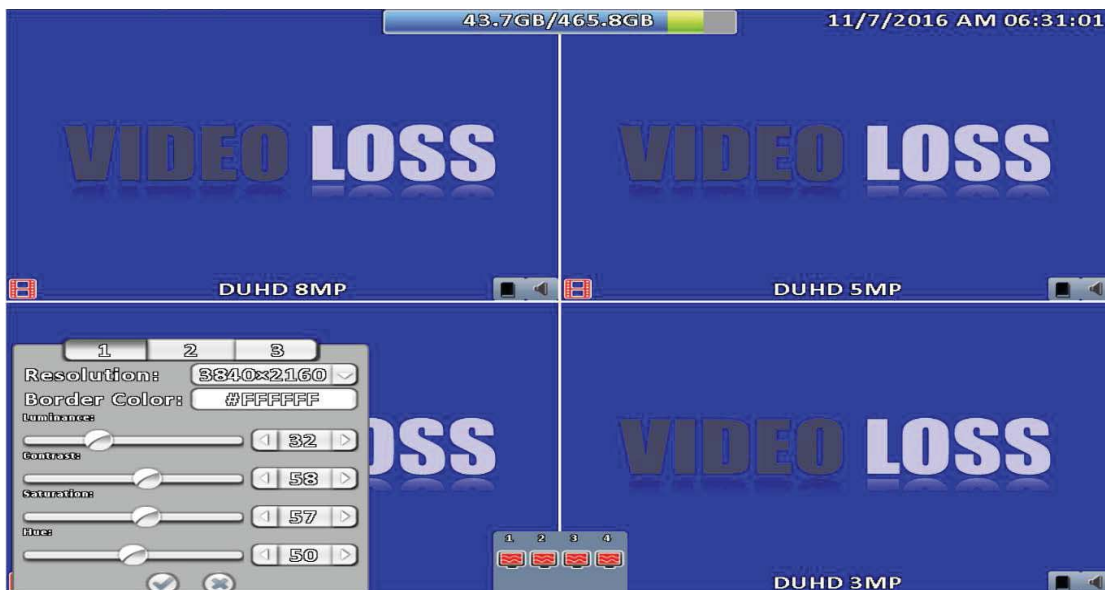 43.7GB/465.8GB
11/7/2016 AM 06:31:01
VIDEO LOSS
VIDEO LOSS
DUHD 8MP
DUHD 5MP
1 2 3
Resolution: 3840x2160
Border Color: #FFFFFF
Luminance:
32
Contrast:
58
Saturation:
57
Hue:
50
OSS
VIDEO LOSS
1 2 3 4
DUHD 3MP